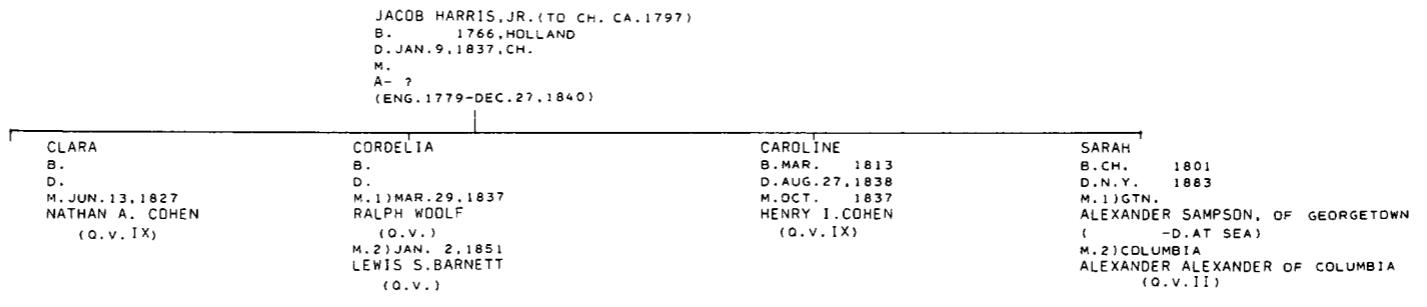 JACOB HARRIS,JR.(TO CH. CA.1797)
B. 1766,HOLLAND
D.JAN.9,1837,CH.
M.
A- ?
(ENG.1779-DEC.27,1840)
CLARA
B.
D.
M.JUN.13,1827
NATHAN A. COHEN
(Q.V.IX)
CORDELIA
B.
D.
M.1)MAR.29,1837
RALPH WOOLF
(Q.V.)
M.2)JAN. 2,1851
LEWIS S.BARNETT
(Q.V.)
CAROLINE
B.MAR. 1813
D.AUG.27,1838
M.OCT. 1837
HENRY I.COHEN
(Q.V.IX)
SARAH
B.CH. 1801
D.N.Y. 1883
M.1)GTN.
ALEXANDER SAMPSON, OF GEORGETOWN
( -D.AT SEA)
M.2)COLUMBIA
ALEXANDER ALEXANDER OF COLUMBIA
(Q.V.II)